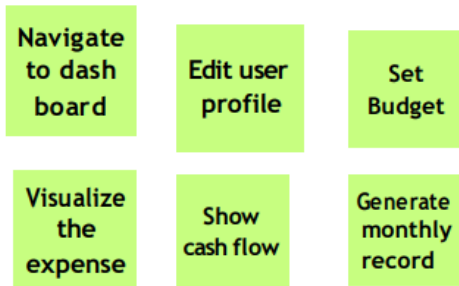 Navigate
to dash
board
Edit user
profile
Set
Budget
Visualize
the
expense
Show
cash flow
Generate
monthly
record